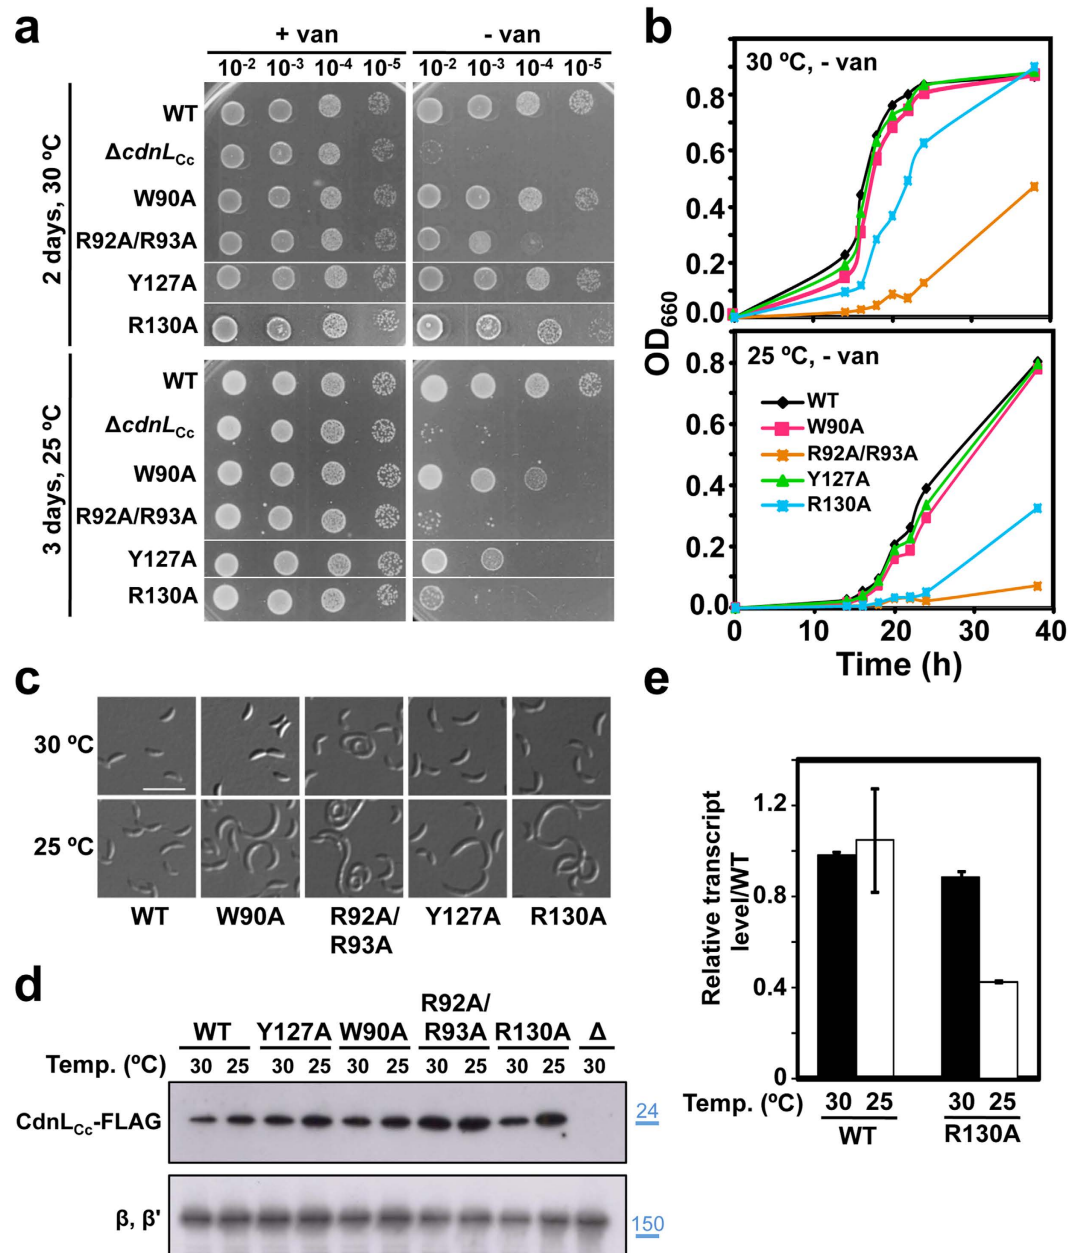 a
+ van - van
10-2 10-3 10-4 10-5 10-2 10-3 10-4 10-5
2 days, 30 ºC
WT
ΔcdnLCc
W90A
R92A/R93A
Y127A
R130A
3 days, 25 ºC
WT
ΔcdnLCc
W90A
R92A/R93A
Y127A
R130A
b
30 ºC, - van
0.8
0.6
0.4
0.2
0.0
OD660
25 ºC, - van
0.8
0.6
0.4
0.2
0.0
WT
W90A
R92A/R93A
Y127A
R130A
0 10 20 30 40
Time (h)
c
30 ºC
25 ºC
WT W90A R92A/ Y127A R130A
R93A
d
R92A/
WT Y127A W90A R93A R130A Δ
Temp. (ºC) 30 25 30 25 30 25 30 25 30 25 30
CdnLCc-FLAG
24
β, β'
150
e
Relative transcript
level/WT
1.2
0.8
0.4
0
Temp. (ºC) 30 25 30 25
WT R130A